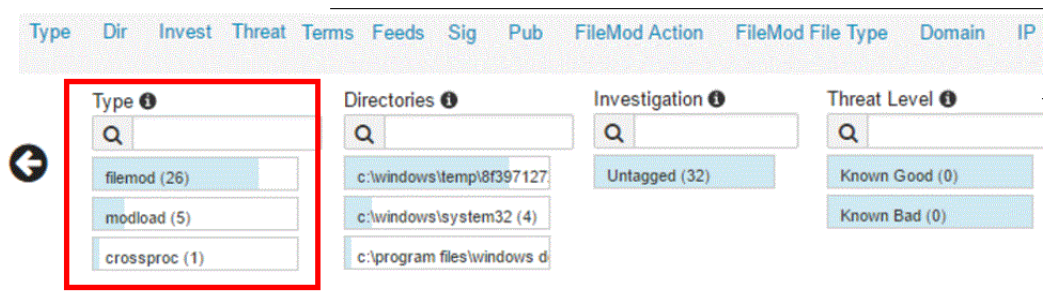 Type Dir Invest Threat Terms Feeds Sig Pub FileMod Action FileMod File Type Domain IP
Type Directories Investigation Threat Level
filemod (26) c:\windows\temp\8f397127 Untagged (32) Known Good (0)
modload (5) c:\windows\system32 (4) Known Bad (0)
crossproc (1) c:\program files\windows d